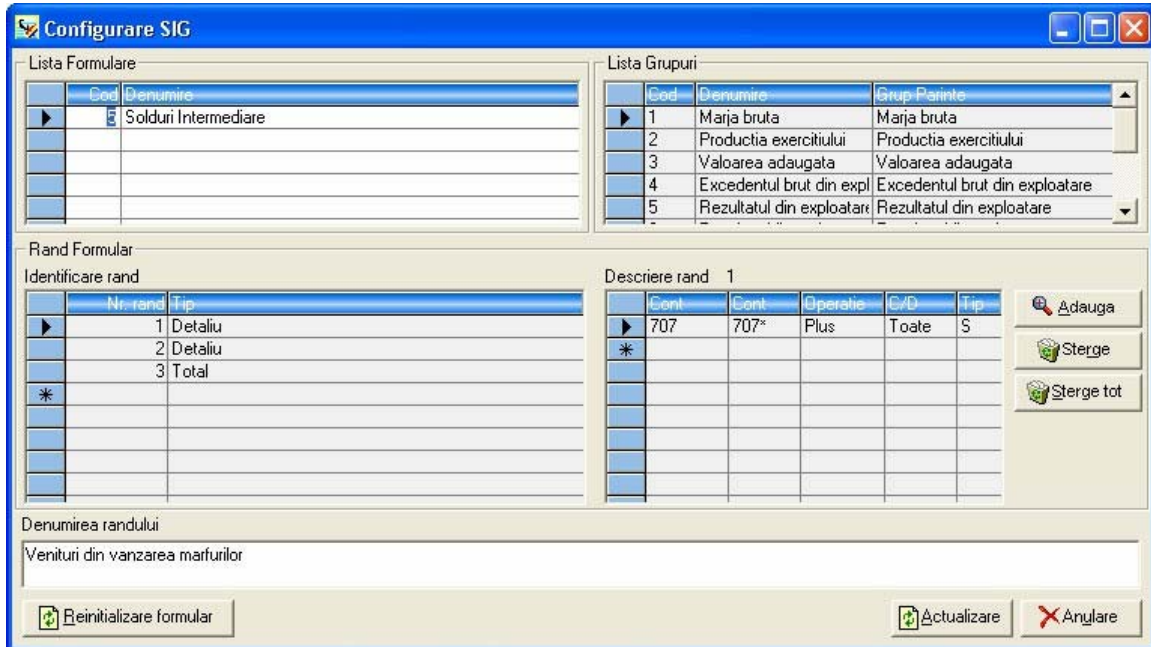 Configurare SIG
Lista Formulare
Cod Denumire
5 Solduri Intermediare
Lista Grupuri
Cod Denumire Grup Parinte
1 Marja bruta Marja bruta
2 Productia exercitiului Productia exercitiului
3 Valoarea adaugata Valoarea adaugata
4 Excedentul brut din expl Excedentul brut din exploatare
5 Rezultatul din exploatare Rezultatul din exploatare
Rand Formular
Identificare rand
Nr. rand Tip
1 Detaliu
2 Detaliu
3 Total
Descriere rand 1
Cont Cont Operatie C/D Tip
707 707* Plus Toate S
Adauga
Sterge
Sterge tot
Denumirea randului
Venituri din vanzarea marfurilor
Reinitializare formular
Actualizare
Anulare